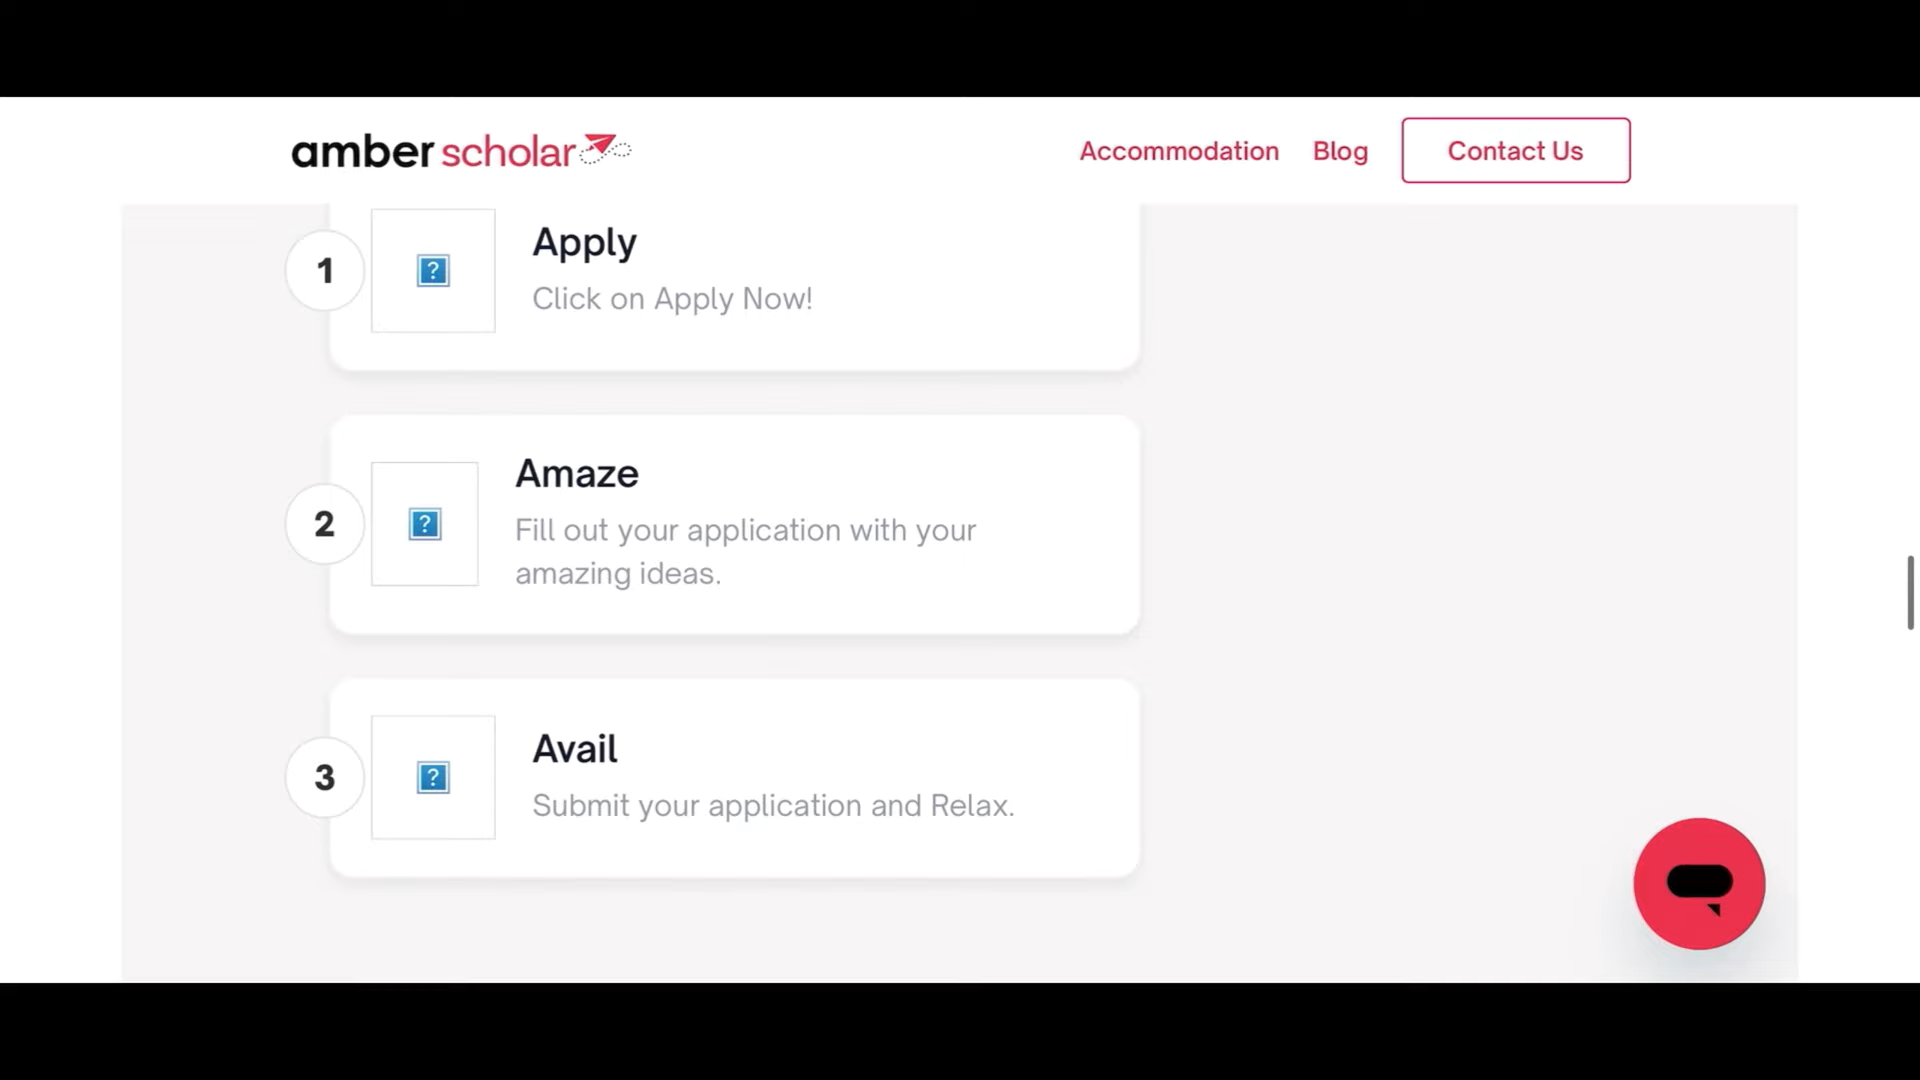 amber scholar
Accommodation
Blog
Contact Us
1
?
Apply
Click on Apply Now!
2
?
Amaze
Fill out your application with your
amazing ideas.
3
?
Avail
Submit your application and Relax.